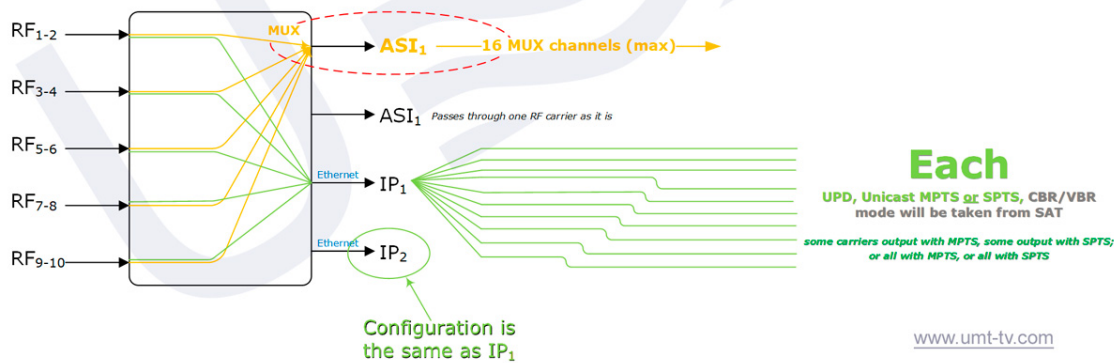 RF1-2
MUX
ASI1
16 MUX channels (max)
RF3-4
ASI1 Passes through one RF carrier as it is
RF5-6
Ethernet
IP1
Each
UPD, Unicast MPTS or SPTS, CBR/VBR
mode will be taken from SAT
RF7-8
some carriers output with MPTS, some output with SPTS;
or all with MPTS, or all with SPTS
Ethernet
IP2
RF9-10
Configuration is
the same as IP1
www.umt-tv.com